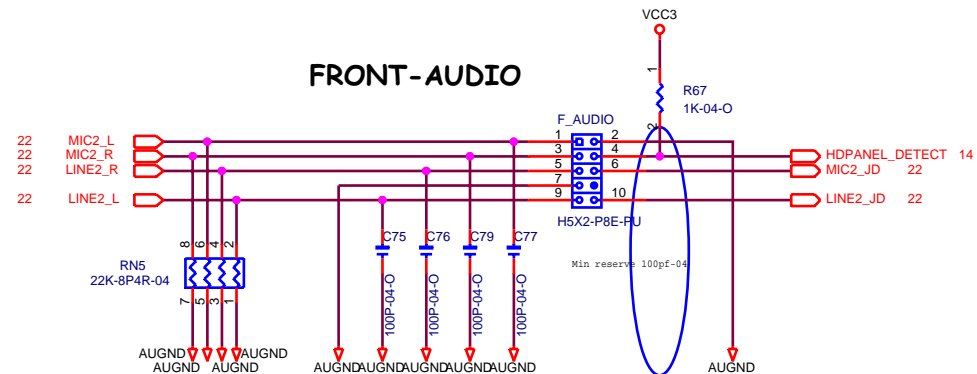 VCC3
FRONT-AUDIO
1
R67
1K-04-O
2
F_AUDIO
22 MIC2_L 1 2
22 MIC2_R 3 4 HDPANEL_DETECT 14
22 LINE2_R 5 6 MIC2_JD 22
7
22 LINE2_L 9 10 LINE2_JD 22
H5X2-P8E-PU
C75 C76 C79 C77
8 6 4 2
Min reserve 100pf-04
RN5
22K-8P4R-04
100P-04-O 100P-04-O 100P-04-O 100P-04-O
7 5 3 1
AUGND AUGND
AUGND AUGND
AUGND AUGND AUGND AUGND AUGND AUGND